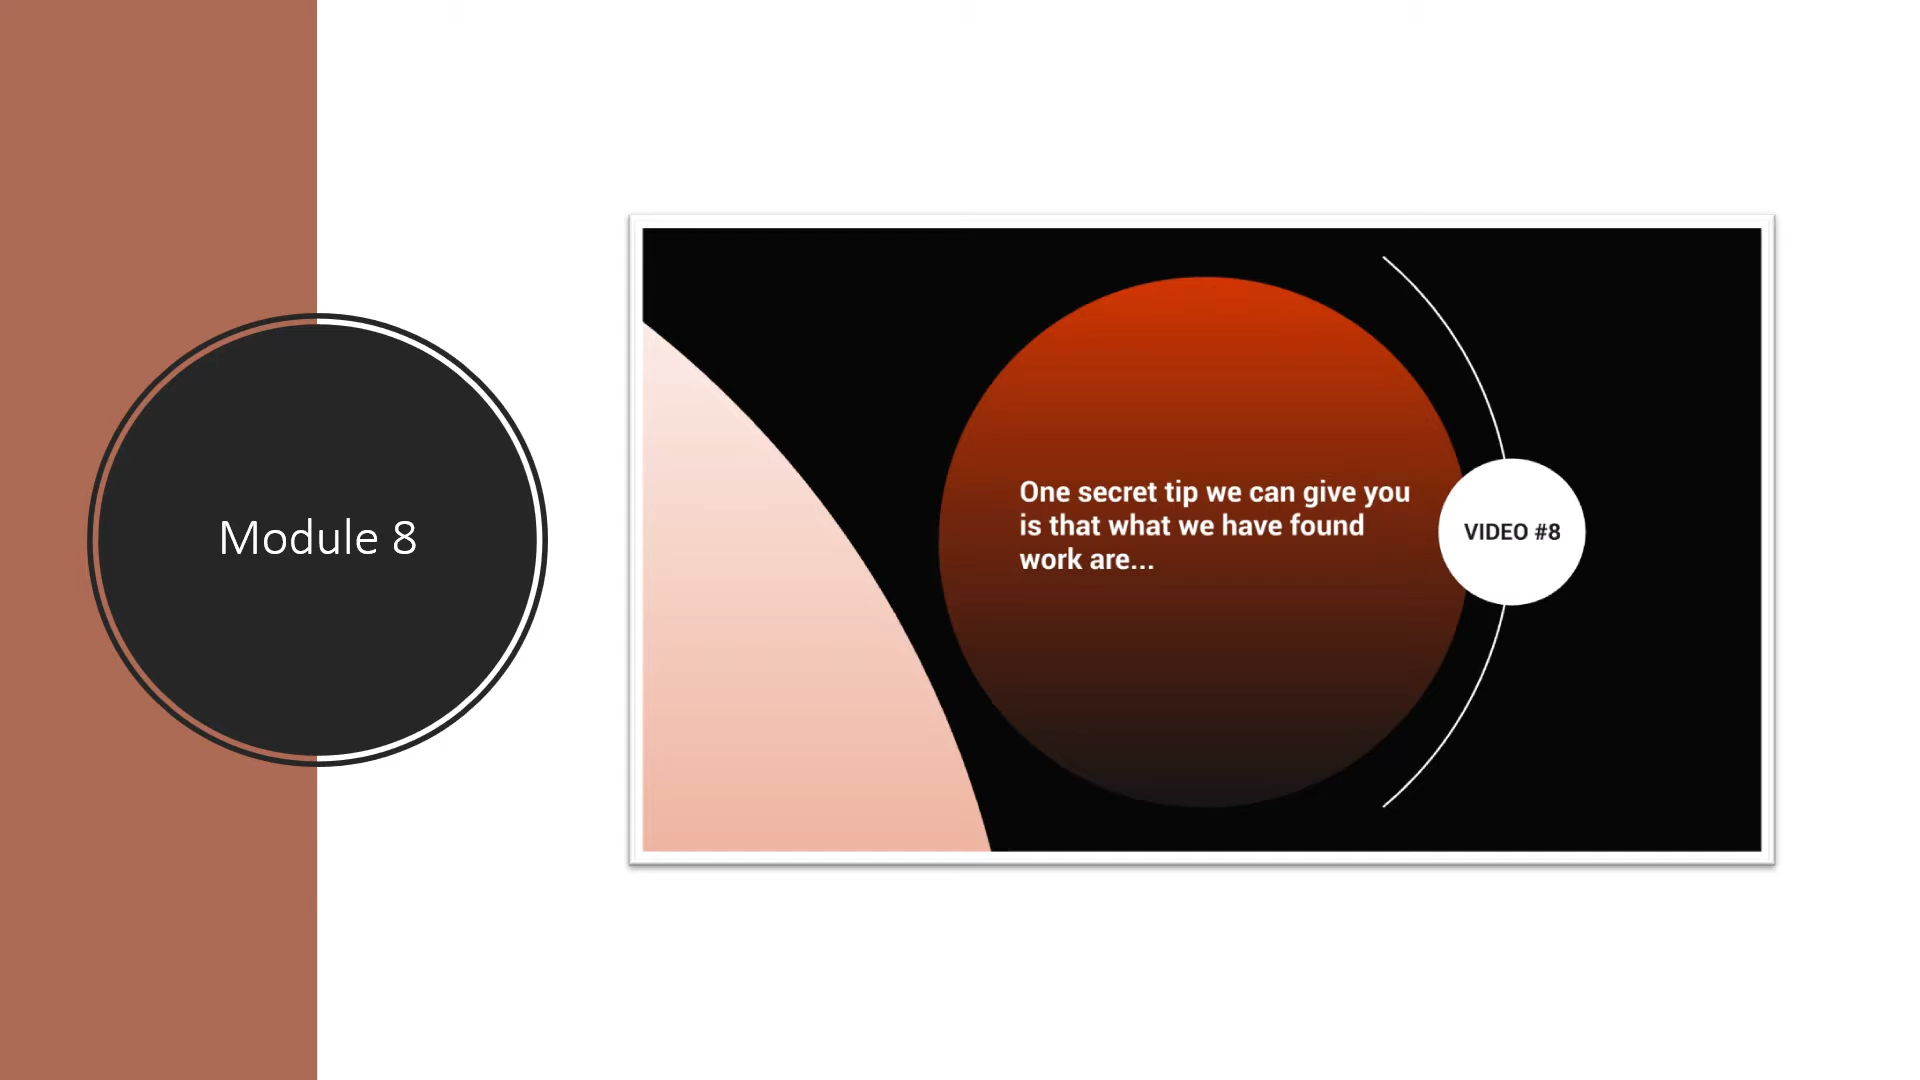 Module 8
One secret tip we can give you
is that what we have found
work are...
VIDEO #8